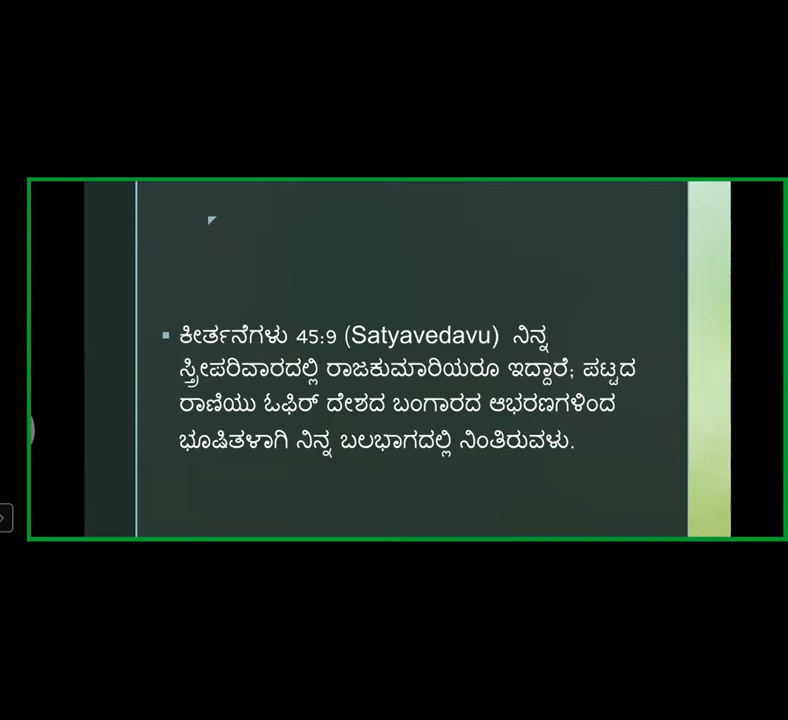 ಕೀರ್ತನೆಗಳು 45:9 (Satyavedavu) ನಿನ್ನ
ಸ್ತ್ರೀಪರಿವಾರದಲ್ಲಿ ರಾಜಕುಮಾರಿಯರೂ ಇದ್ದಾರೆ; ಪಟ್ಟದ
ರಾಣಿಯು ಓಫಿರ್ ದೇಶದ ಬಂಗಾರದ ಆಭರಣಗಳಿಂದ
ಭೂಷಿತಳಾಗಿ ನಿನ್ನ ಬಲಭಾಗದಲ್ಲಿ ನಿಂತಿರುವಳು.